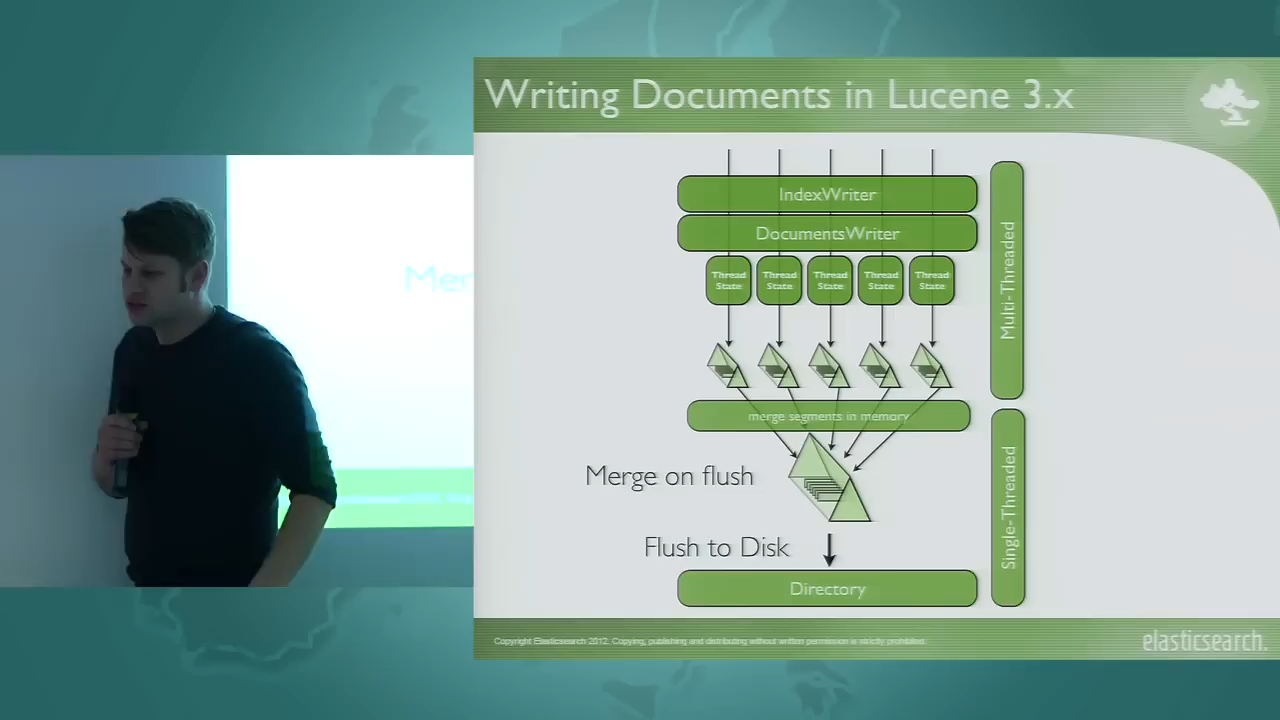 Writing Documents in Lucene 3.x
IndexWriter
DocumentsWriter
Thread State
Thread State
Thread State
Thread State
Thread State
Multi-Threaded
merge segments in memory
Merge on flush
Single-Threaded
Flush to Disk
Directory
Mer
Copyright Elasticsearch 2012. Copying, publishing and distributing without written permission is strictly prohibited.
elasticsearch.